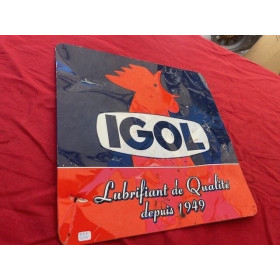 IGOL
Lubrifiant de Qualité
depuis 1949